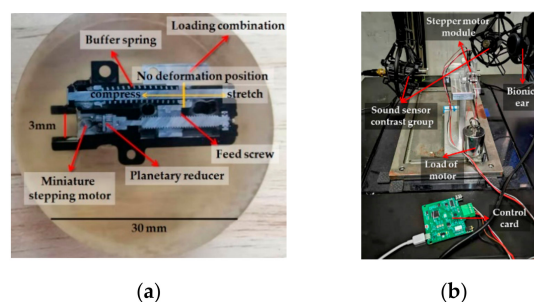 Loading combination
Buffer spring
No deformation position
compress
stretch
3mm
Feed screw
Miniature
stepping motor
Planetary reducer
30 mm
(a)
Stepper motor
module
Bionic
ear
Sound sensor
contrast group
Load of
motor
Control
card
(b)